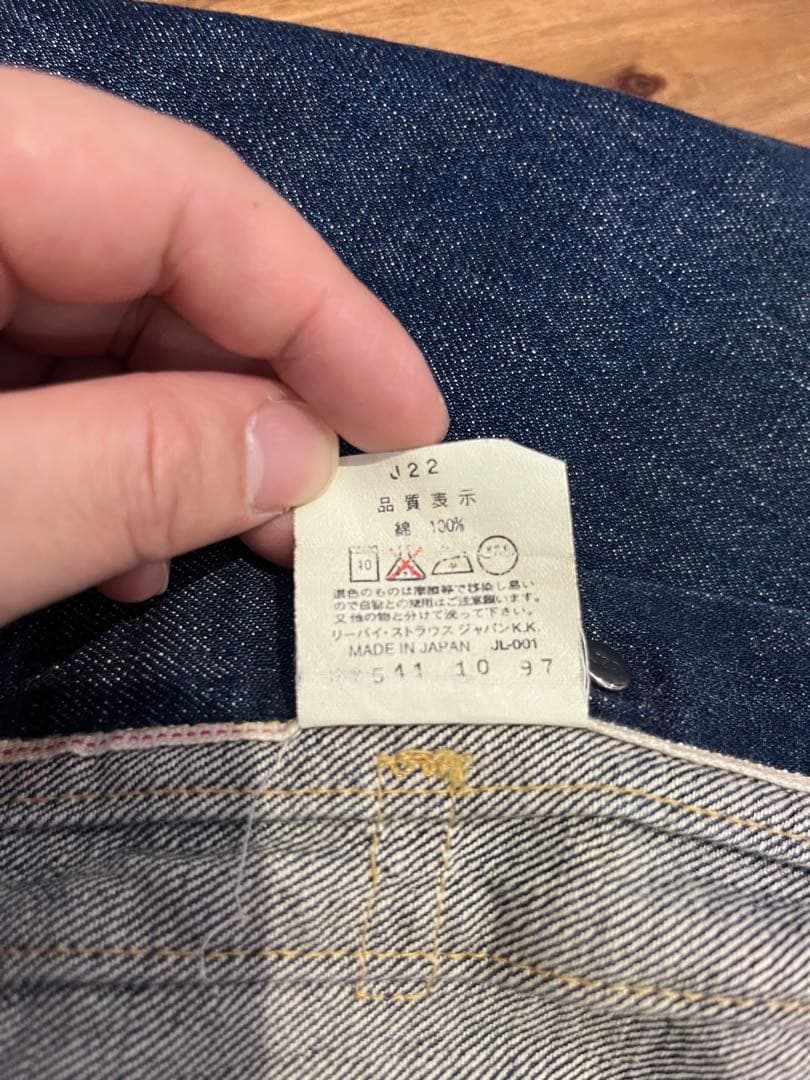 J22
品質表示
綿 100%
40
濃色のものは摩擦等で移染し易い
ので白製との使用はご注意願います。
又他の物と分けて洗って下さい。
リーバイ・ストラウス ジャパンK.K.
MADE IN JAPAN JL-001
541 10 97